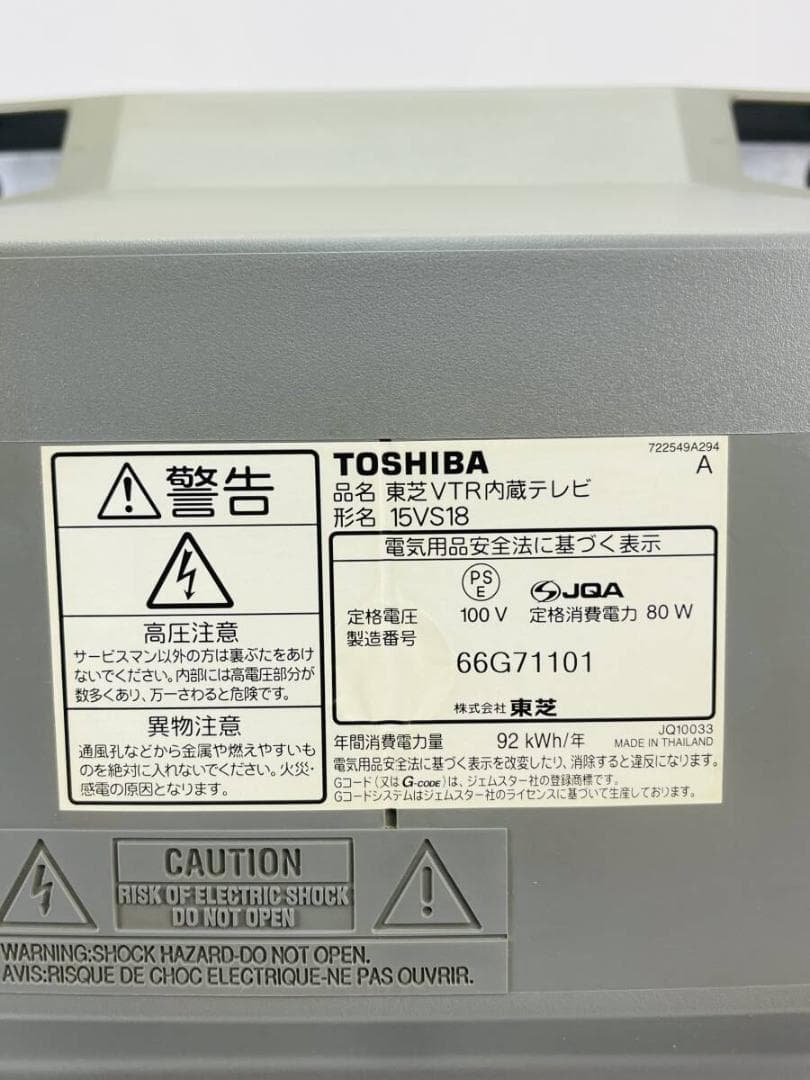 警告
高圧注意
サービスマン以外の方は裏ぶたをあけ
ないでください。内部には高電圧部分が
数多くあり、万一さわると危険です。
異物注意
通風孔などから金属や燃えやすいも
のを絶対に入れないでください。火災・
感電の原因となります。
722549A294
TOSHIBA
A
品名 東芝VTR内蔵テレビ
形名 15VS18
電気用品安全法に基づく表示
PS
E
JQA
定格電圧 100 V 定格消費電力 80 W
製造番号
66G71101
株式会社 東芝
JQ10033
年間消費電力量 92 kWh/年 MADE IN THAILAND
電気用品安全法に基づく表示を改変したり、消除すると違反になります。
Gコード(又はG-CODE)は、ジェムスター社の登録商標です。
Gコードシステムはジェムスター社のライセンスに基づいて生産しております。
CAUTION
RISK OF ELECTRIC SHOCK
DO NOT OPEN
WARNING:SHOCK HAZARD-DO NOT OPEN.
AVIS:RISQUE DE CHOC ELECTRIQUE-NE PAS OUVRIR.